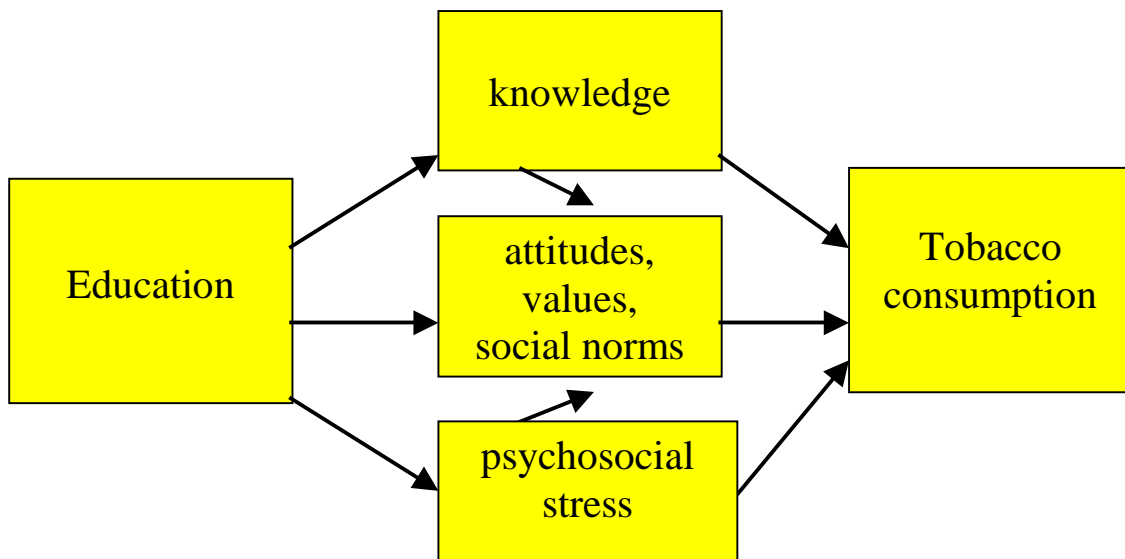 knowledge
Education
attitudes,
values,
social norms
Tobacco
consumption
psychosocial
stress